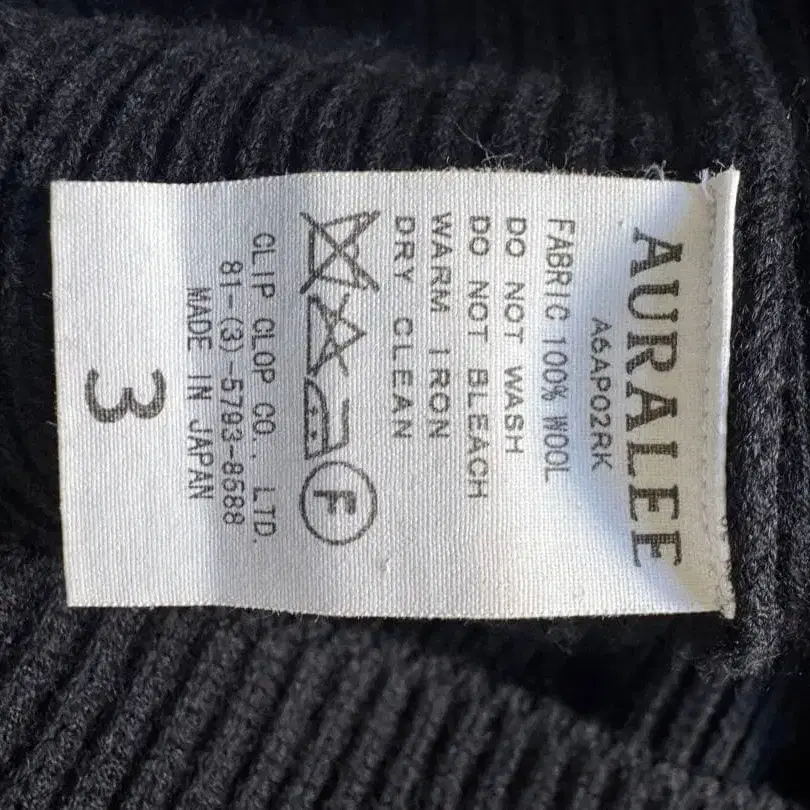 AURALEE
A6AP02RK
FABRIC 100% WOOL
DO NOT WASH
DO NOT BLEACH
WARM IRON
DRY CLEAN
F
CLIP CLOP CO., LTD.
81-(3)-5793-8588
MADE IN JAPAN
3